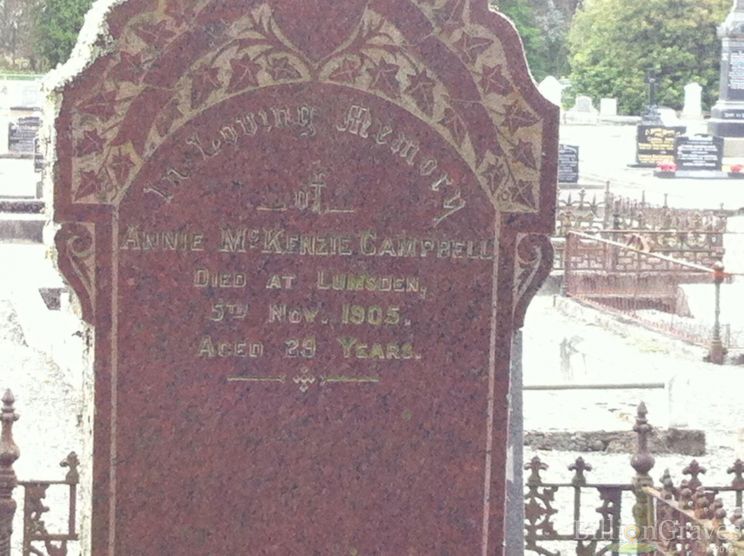 In Loving Memory
of
Annie McKenzie Campbell
Died at Lumsden,
5th Nov. 1905.
Aged 29 Years.
BillionGraves